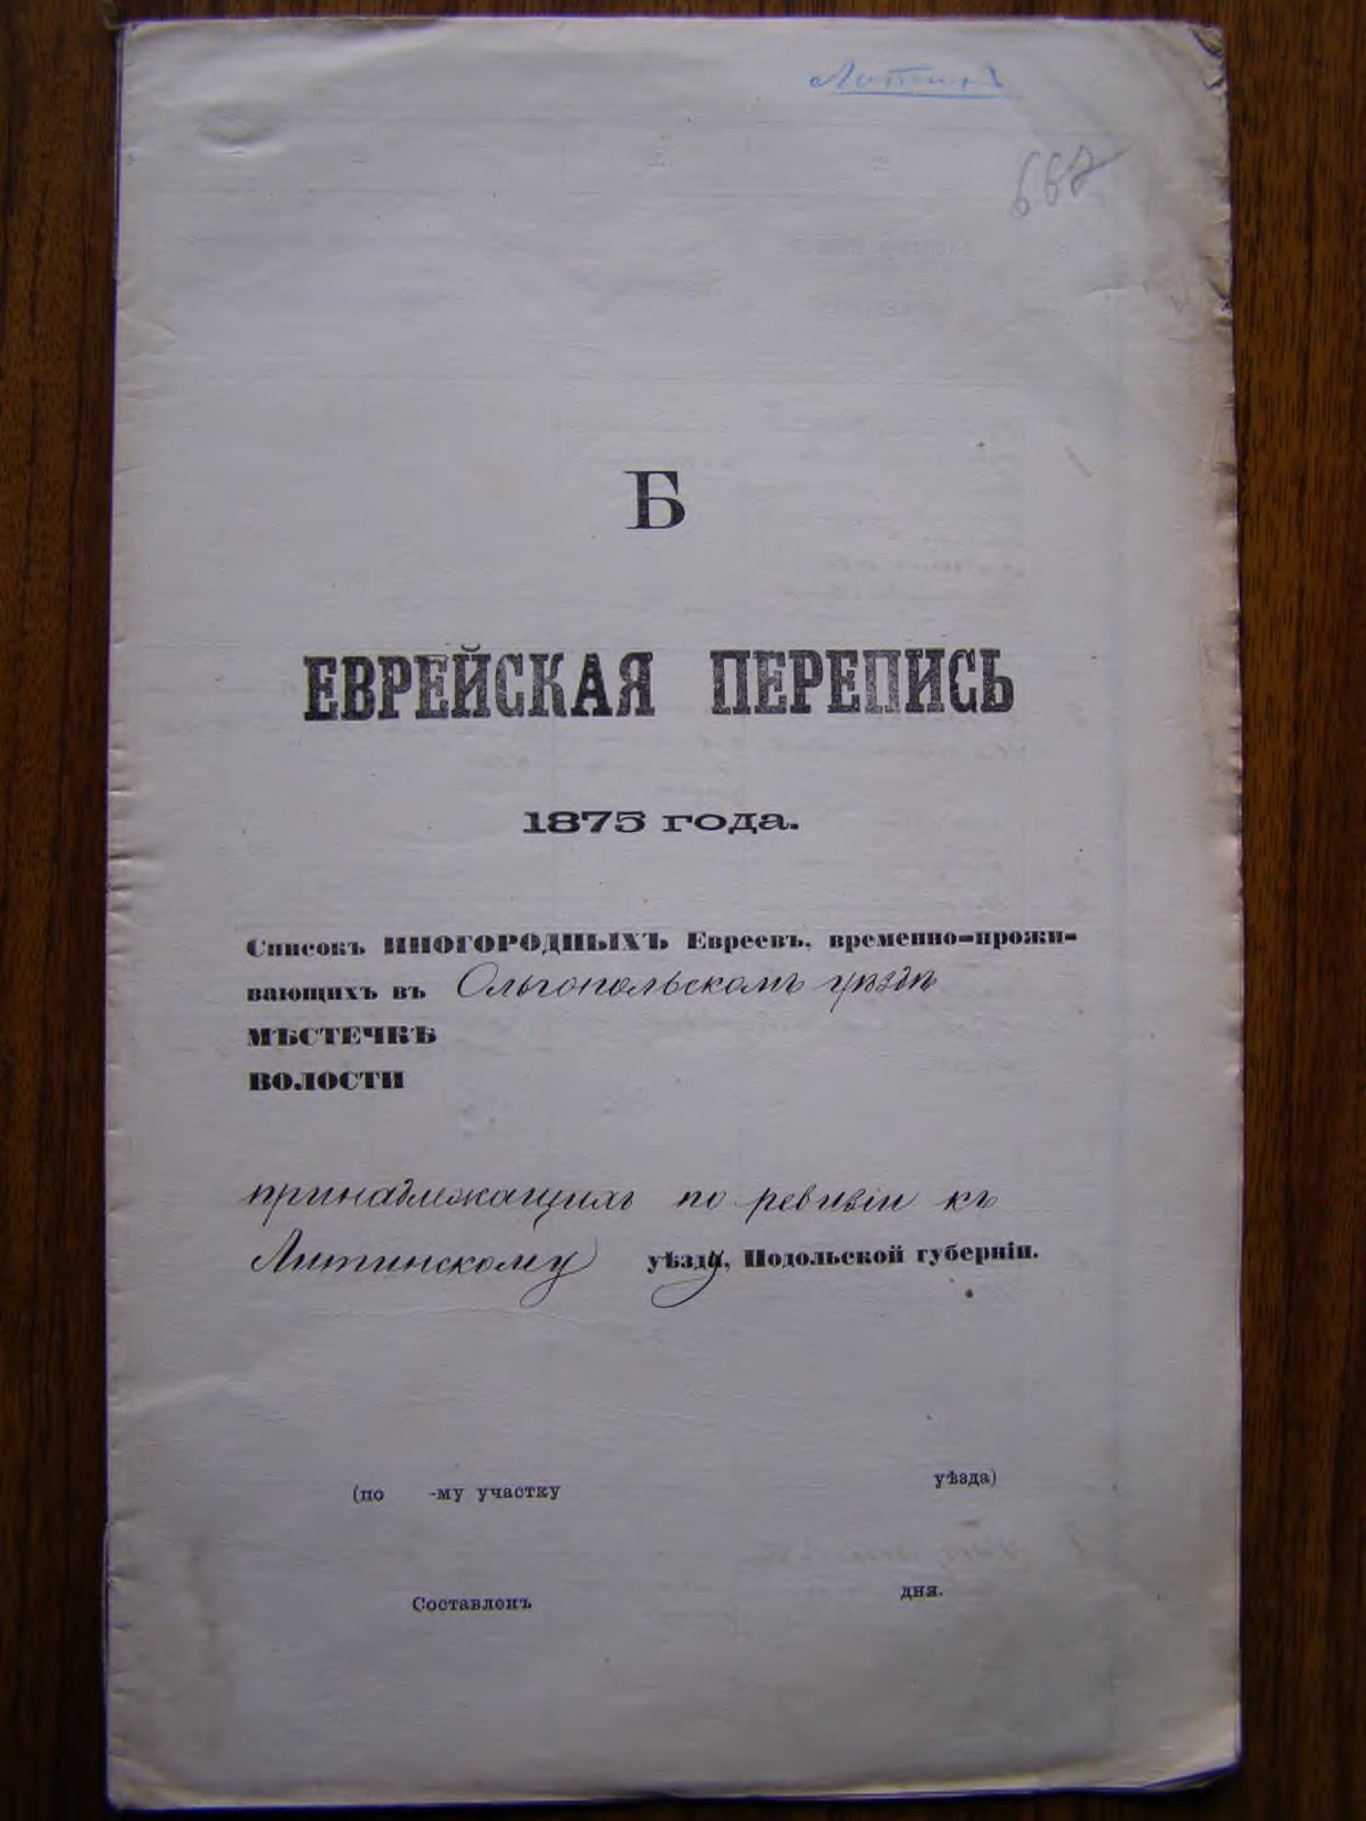 Литинъ
667
Б
ЕВРЕЙСКАЯ ПЕРЕПИСЬ
1875 года.
Списокъ ИНОГОРОДНЫХЪ Евреевъ, временно-прожи-
вающихъ въ Ольгопольскомъ уѣздѣ
МѢСТЕЧКѢ
ВОЛОСТИ
принадлежащихъ по ревизіи къ
Литинскому уѣзду, Подольской губерніи.
(по -му участку уѣзда)
Составленъ дня.